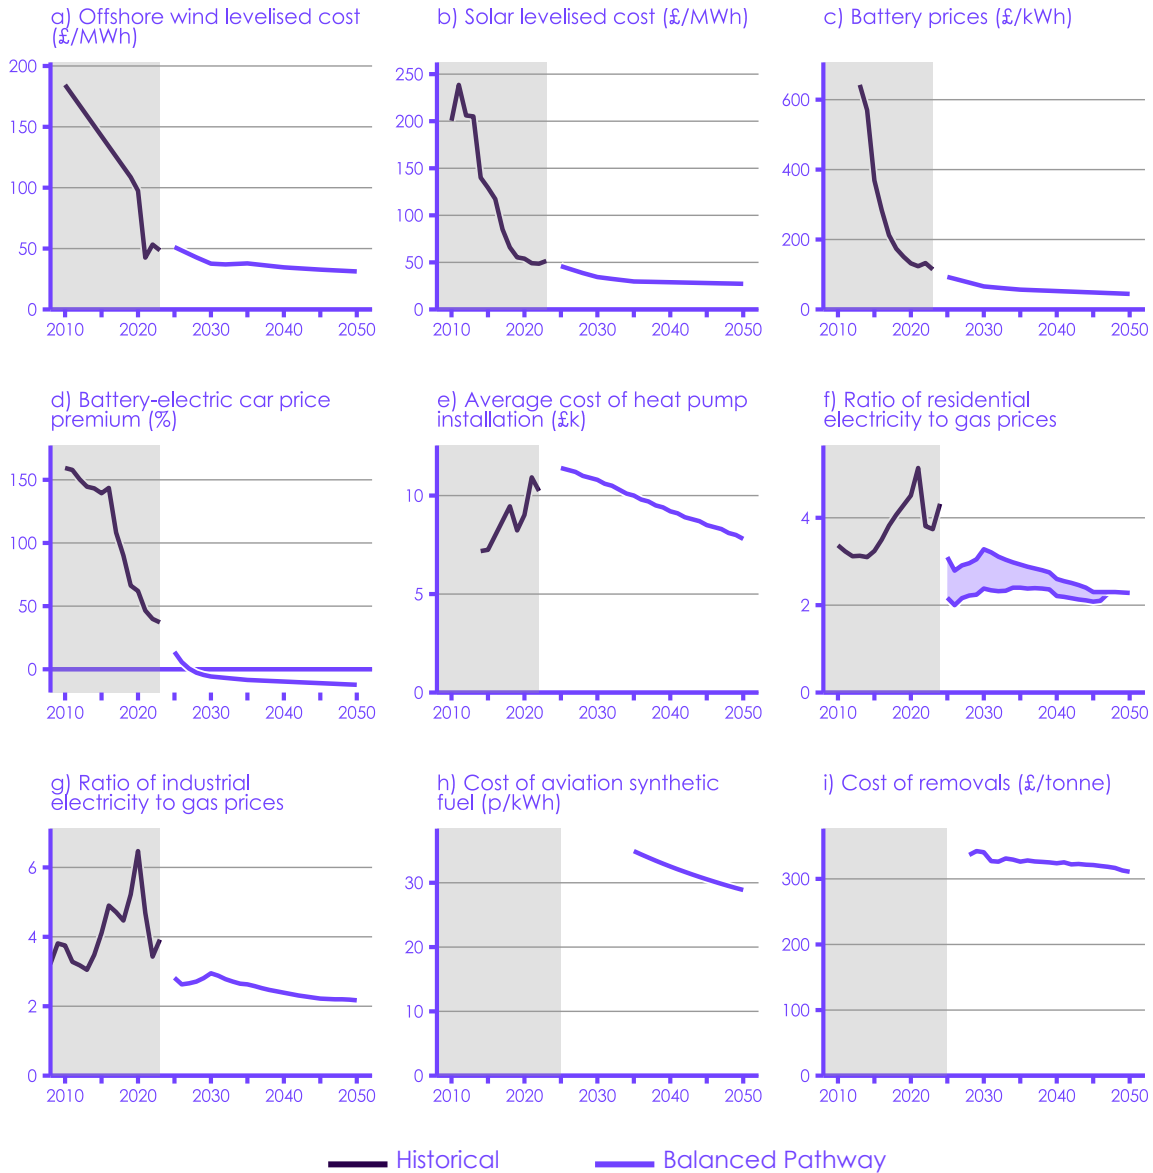 a) Offshore wind levelised cost
(£/MWh)
200
150
100
50
0
2010 2020 2030 2040 2050
b) Solar levelised cost (£/MWh)
250
200
150
100
50
0
2010 2020 2030 2040 2050
c) Battery prices (£/kWh)
600
400
200
0
2010 2020 2030 2040 2050
d) Battery-electric car price
premium (%)
150
100
50
0
2010 2020 2030 2040 2050
e) Average cost of heat pump
installation (£k)
10
5
0
2010 2020 2030 2040 2050
f) Ratio of residential
electricity to gas prices
4
2
0
2010 2020 2030 2040 2050
g) Ratio of industrial
electricity to gas prices
6
4
2
0
2010 2020 2030 2040 2050
h) Cost of aviation synthetic
fuel (p/kWh)
30
20
10
0
2010 2020 2030 2040 2050
i) Cost of removals (£/tonne)
300
200
100
0
2010 2020 2030 2040 2050
Historical
Balanced Pathway